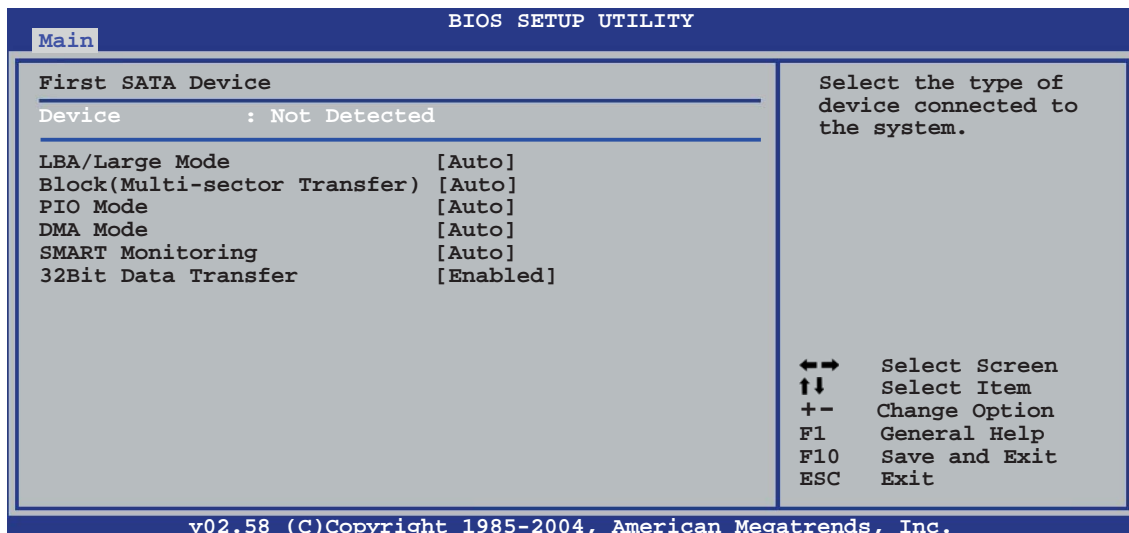 BIOS SETUP UTILITY
Main
First SATA Device
Device : Not Detected
LBA/Large Mode [Auto]
Block(Multi-sector Transfer) [Auto]
PIO Mode [Auto]
DMA Mode [Auto]
SMART Monitoring [Auto]
32Bit Data Transfer [Enabled]
Select the type of
device connected to
the system.
←→ Select Screen
↑↓ Select Item
+- Change Option
F1 General Help
F10 Save and Exit
ESC Exit
v02.58 (C)Copyright 1985-2004, American Megatrends, Inc.